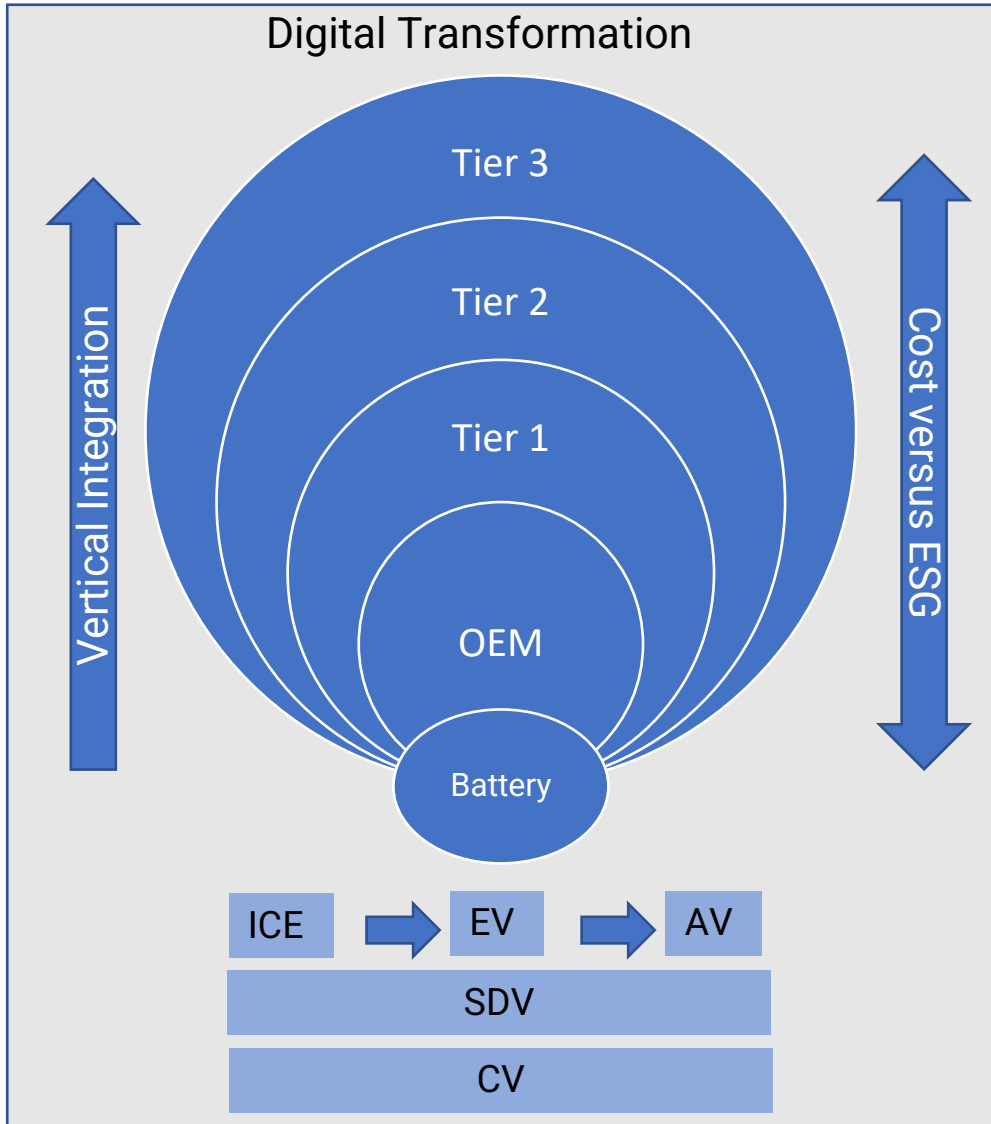 Digital Transformation
Tier 3
Tier 2
Tier 1
OEM
Battery
Vertical Integration
Cost versus ESG
ICE
EV
AV
SDV
CV